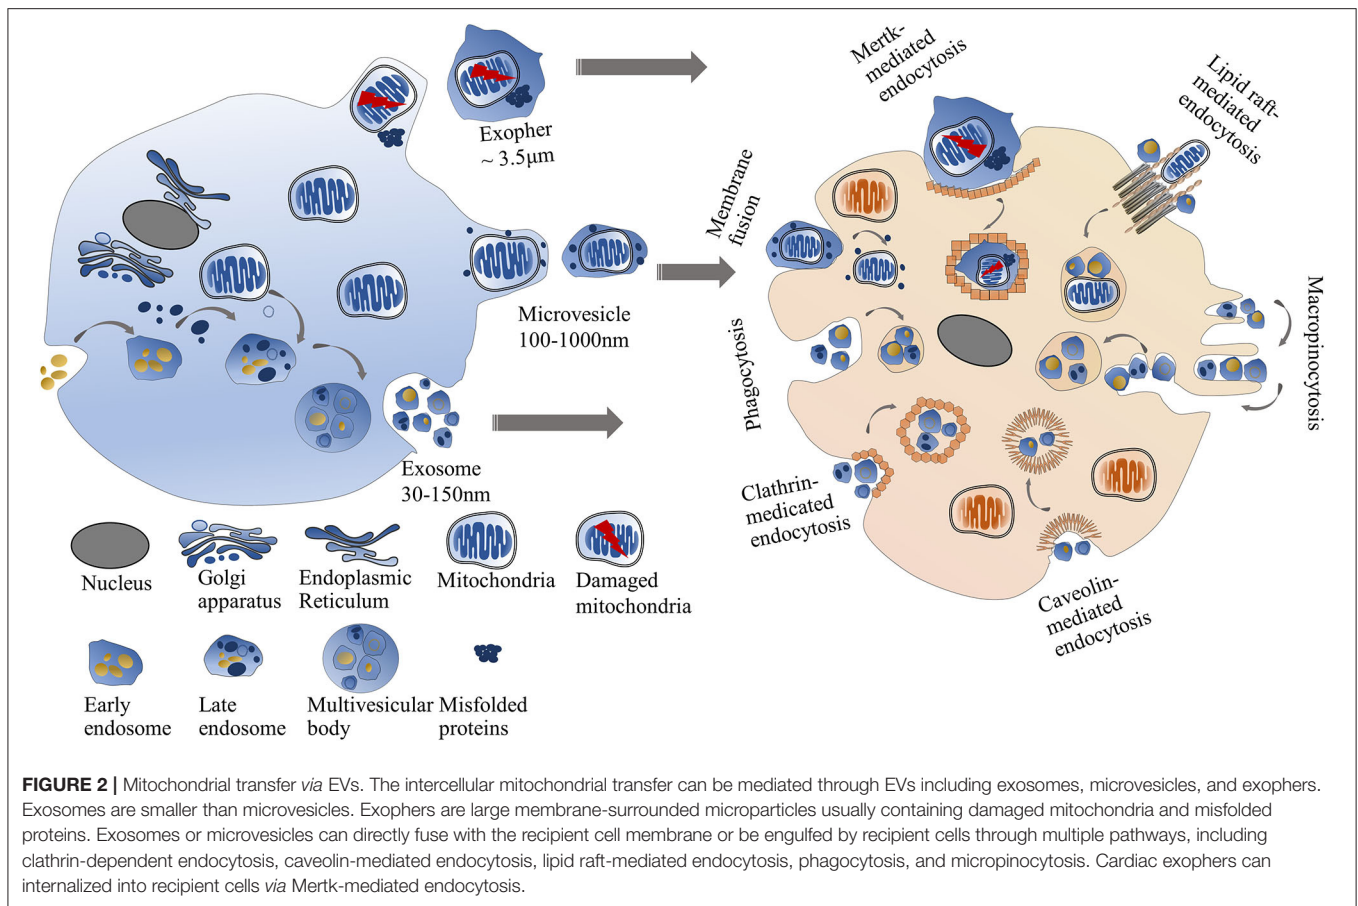 Exopher
~ 3.5µm
Mertk-
mediated
endocytosis
Lipid raft-
mediated
endocytosis
Membrane
fusion
Microvesicle
100-1000nm
Phagocytosis
Macropinocytosis
Exosome
30-150nm
Clathrin-
medicated
endocytosis
Caveolin-
mediated
endocytosis
Nucleus
Golgi
apparatus
Endoplasmic
Reticulum
Mitochondria
Damaged
mitochondria
Early
endosome
Late
endosome
Multivesicular
body
Misfolded
proteins
FIGURE 2 | Mitochondrial transfer via EVs. The intercellular mitochondrial transfer can be mediated through EVs including exosomes, microvesicles, and exophers.
Exosomes are smaller than microvesicles. Exophers are large membrane-surrounded microparticles usually containing damaged mitochondria and misfolded
proteins. Exosomes or microvesicles can directly fuse with the recipient cell membrane or be engulfed by recipient cells through multiple pathways, including
clathrin-dependent endocytosis, caveolin-mediated endocytosis, lipid raft-mediated endocytosis, phagocytosis, and micropinocytosis. Cardiac exophers can
internalized into recipient cells via Mertk-mediated endocytosis.